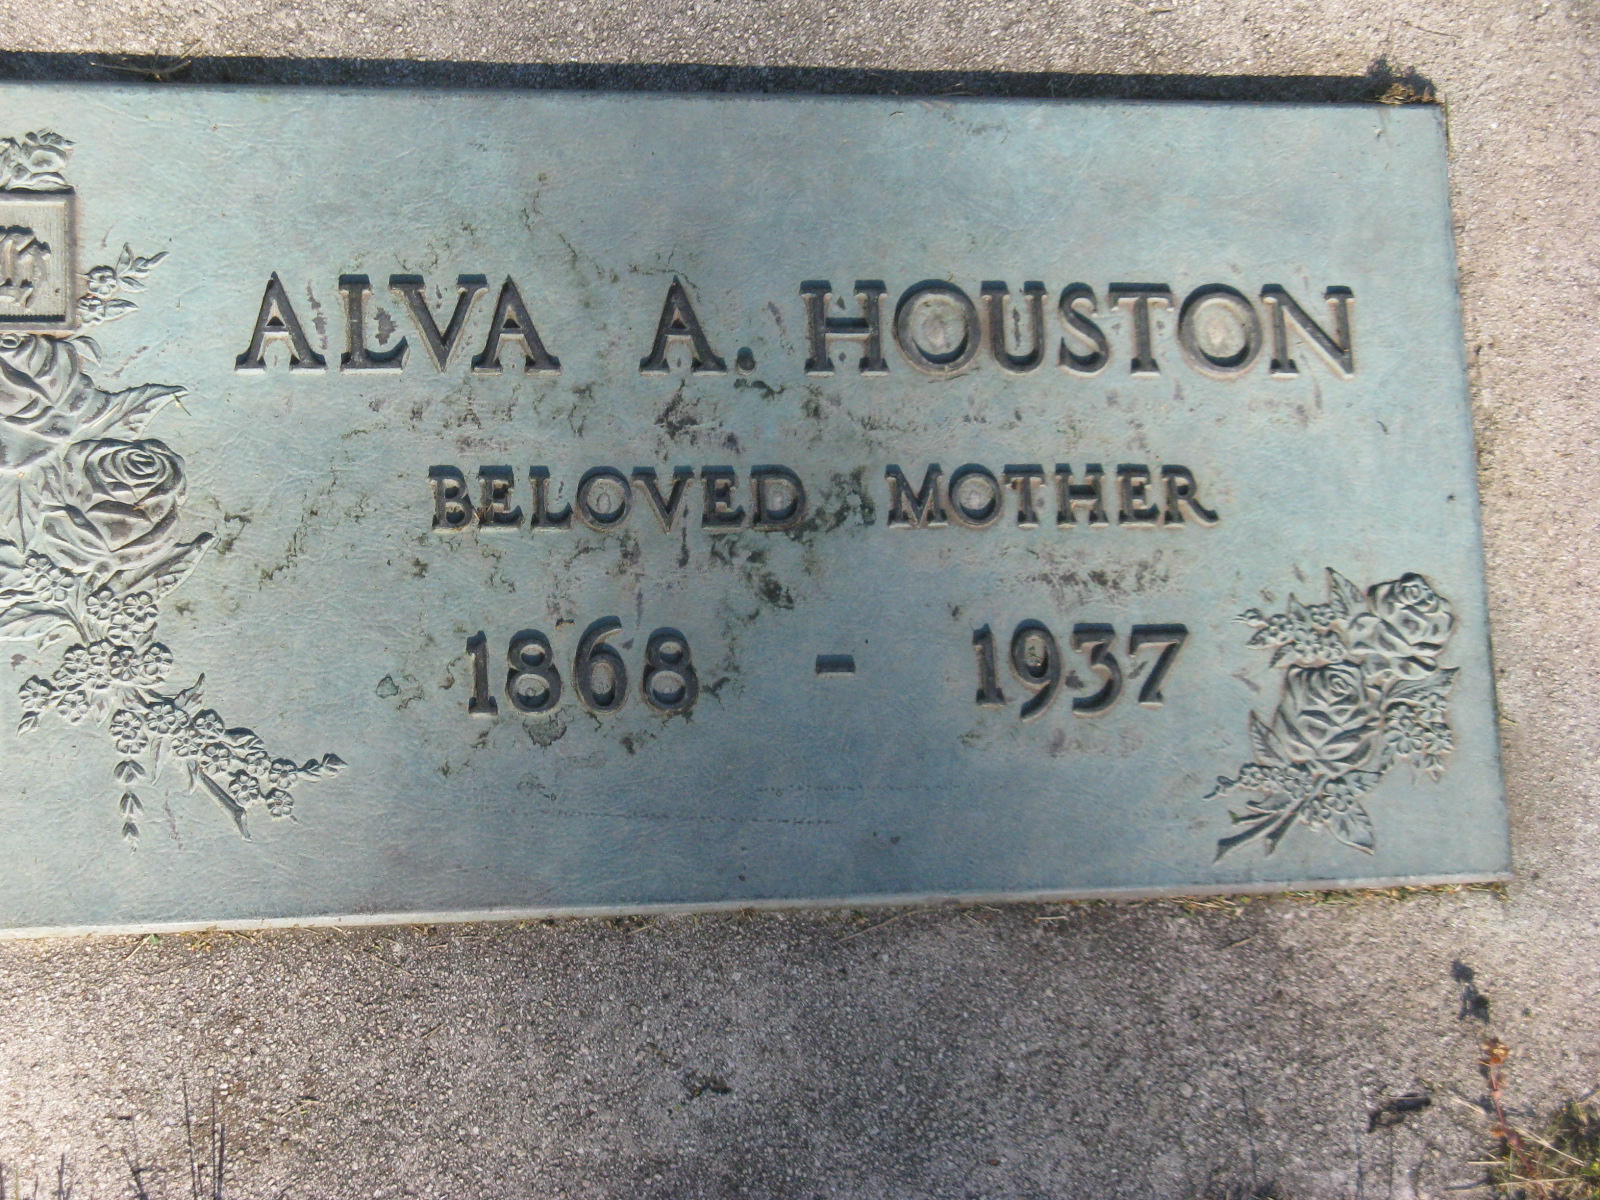 ALVA A. HOUSTON
BELOVED MOTHER
1868 - 1937